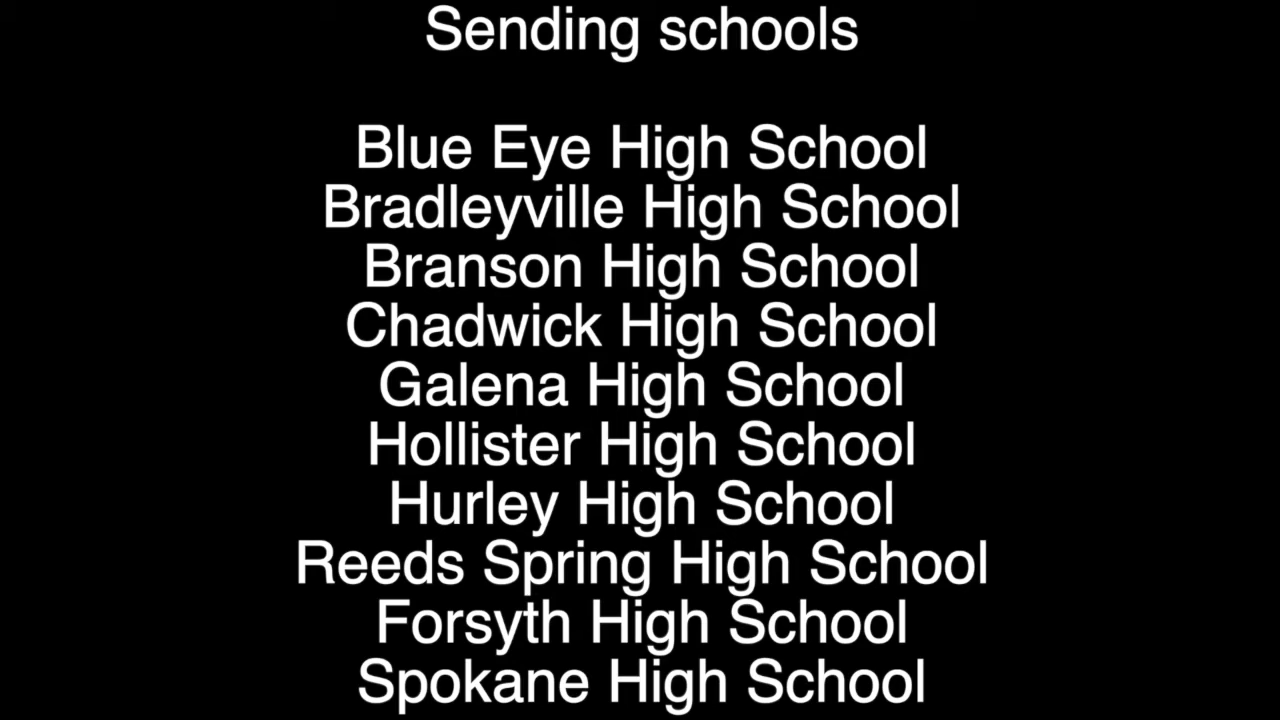 Sending schools
Blue Eye High School
Bradleyville High School
Branson High School
Chadwick High School
Galena High School
Hollister High School
Hurley High School
Reeds Spring High School
Forsyth High School
Spokane High School